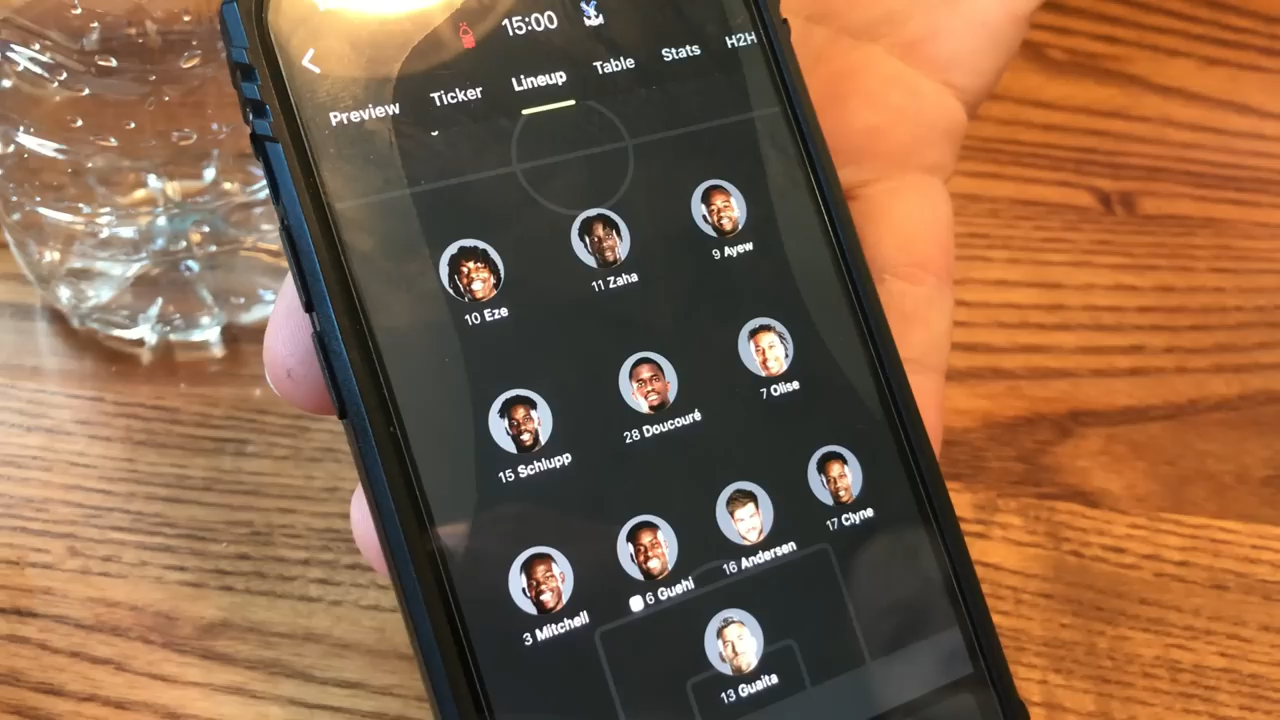 15:00
Preview Ticker Lineup Table Stats H2H
10 Eze
11 Zaha
9 Ayew
15 Schlupp
28 Doucouré
7 Olise
3 Mitchell
6 Guehi
16 Andersen
17 Clyne
13 Guaita